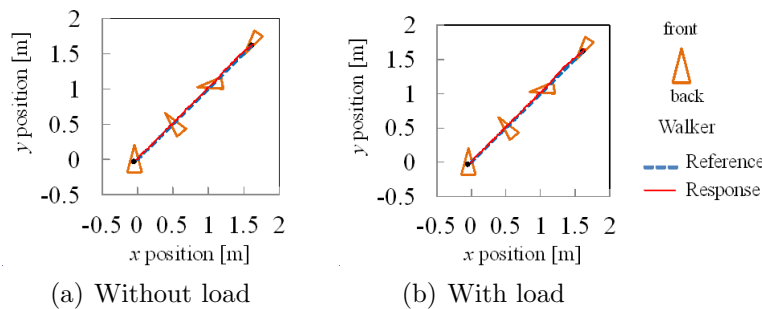 2
1.5
1
0.5
0
-0.5
y position [m]
-0.5 0 0.5 1 1.5 2
x position [m]
(a) Without load
2
1.5
1
0.5
0
-0.5
y position [m]
-0.5 0 0.5 1 1.5 2
x position [m]
(b) With load
front
back
Walker
Reference
Response